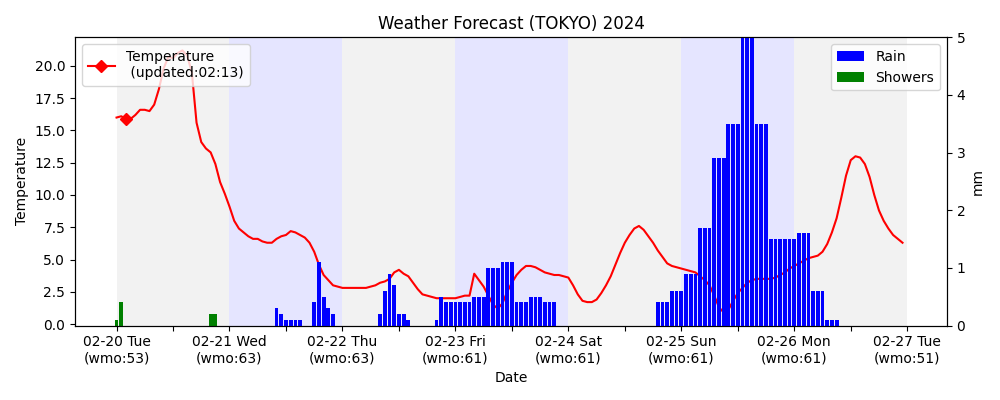 Weather Forecast (TOKYO) 2024
Temperature
(updated:02:13)
Rain
Showers
Temperature
20.0
17.5
15.0
12.5
10.0
7.5
5.0
2.5
0.0
5
4
3
2
1
0
mm
02-20 Tue
(wmo:53)
02-21 Wed
(wmo:63)
02-22 Thu
(wmo:63)
02-23 Fri
(wmo:61)
02-24 Sat
(wmo:61)
02-25 Sun
(wmo:61)
02-26 Mon
(wmo:61)
02-27 Tue
(wmo:51)
Date